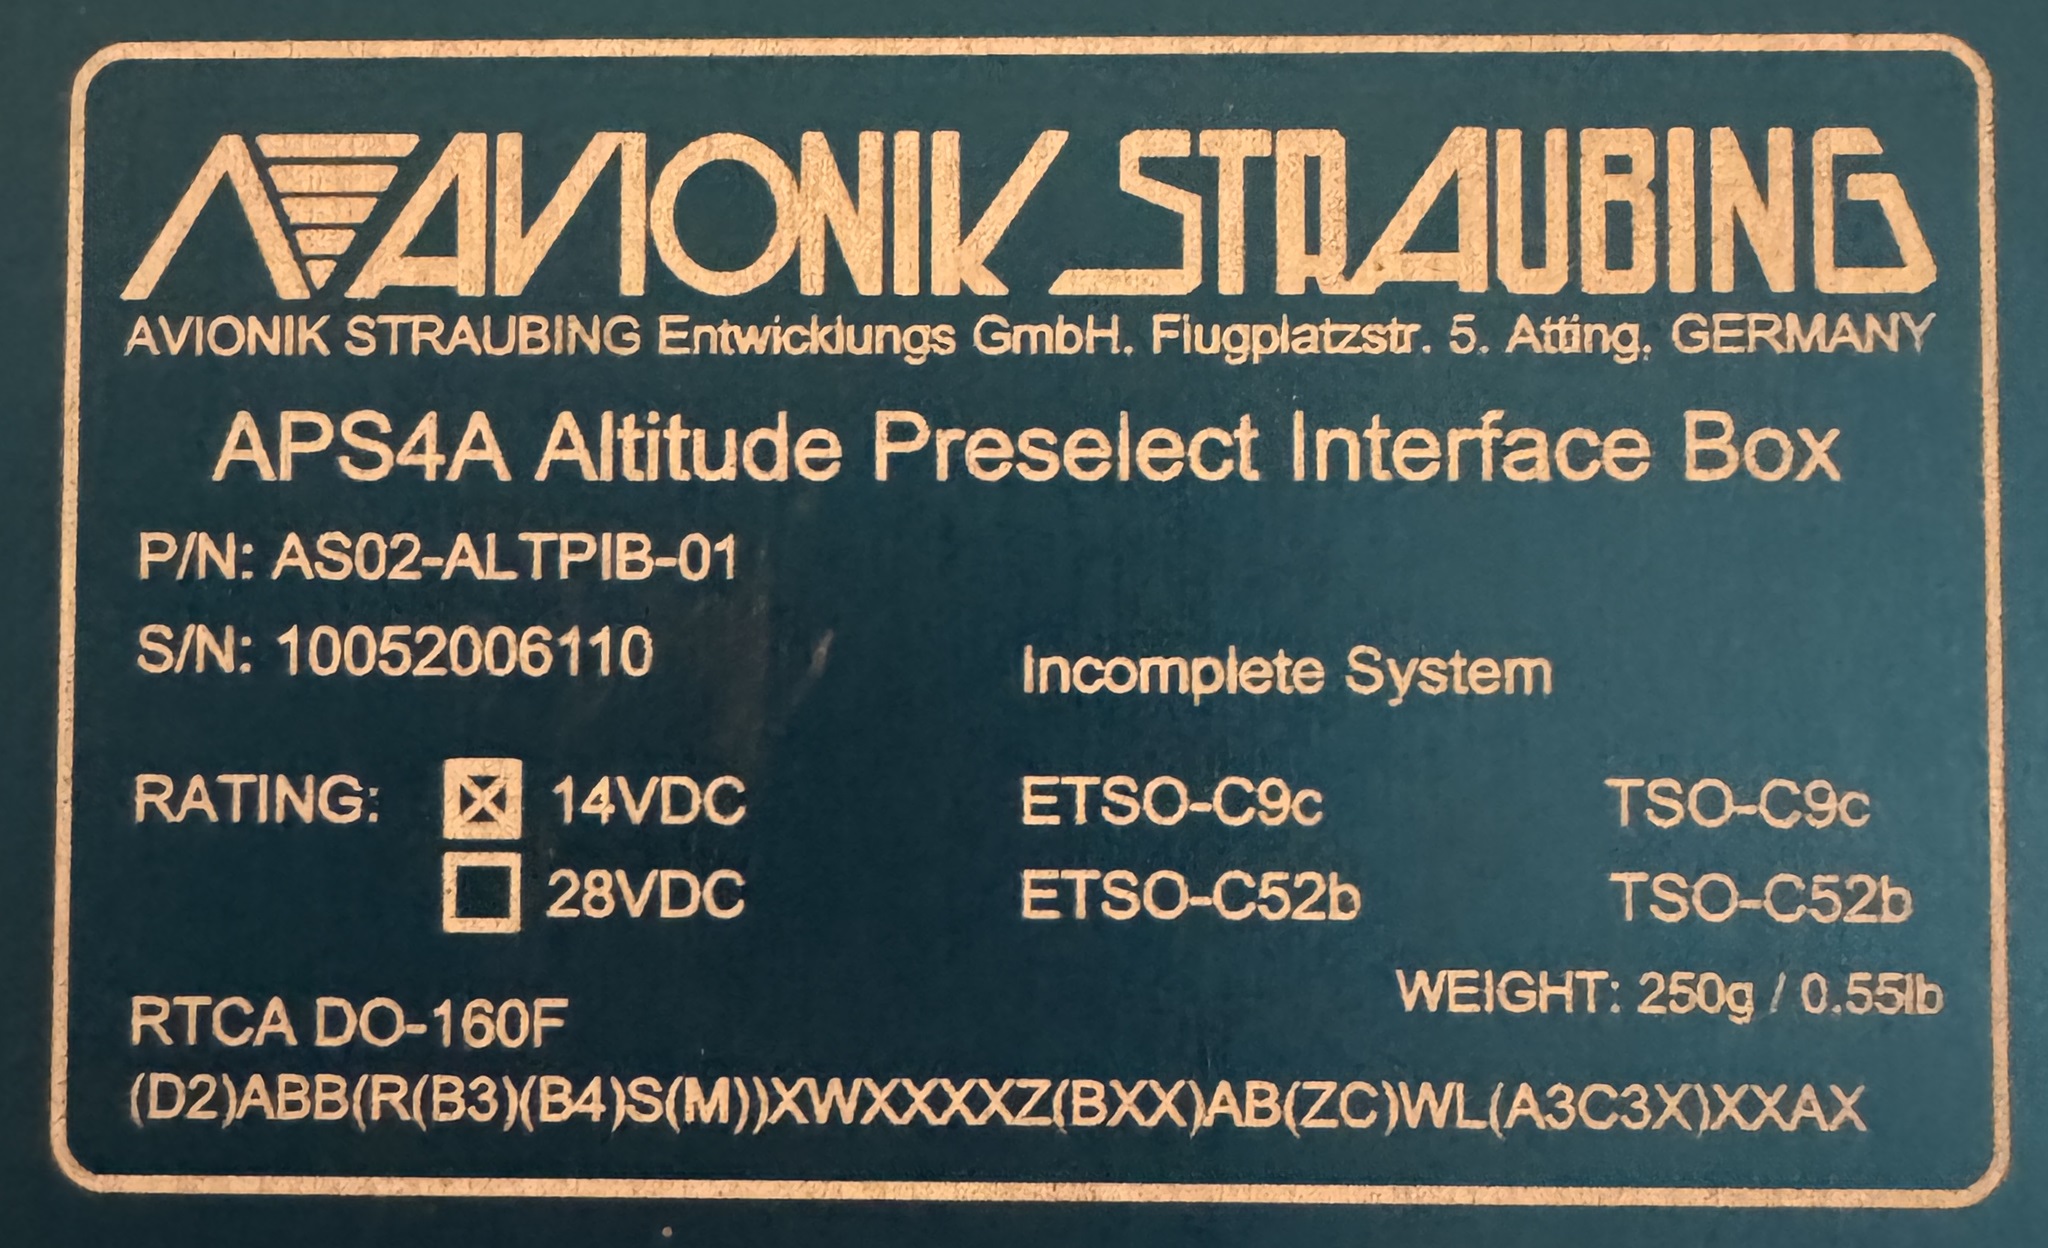 AVIONIK STRAUBING
AVIONIK STRAUBING Entwicklungs GmbH. Flugplatzstr. 5. Atting, GERMANY
APS4A Altitude Preselect Interface Box
P/N: AS02-ALTPIB-01
S/N: 10052006110
Incomplete System
RATING: ☒ 14VDC ETSO-C9c TSO-C9c
☐ 28VDC ETSO-C52b TSO-C52b
WEIGHT: 250g / 0.55lb
RTCA DO-160F
(D2)ABB(R(B3)(B4)S(M))XWXXXXZ(BXX)AB(ZC)WL(A3C3X)XXAX